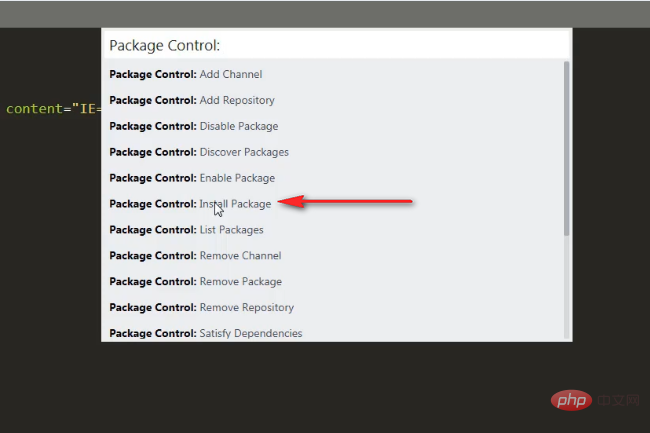 Package Control:
Package Control: Add Channel
content="IE=
Package Control: Add Repository
Package Control: Disable Package
Package Control: Discover Packages
Package Control: Enable Package
Package Control: Install Package
Package Control: List Packages
Package Control: Remove Channel
Package Control: Remove Package
Package Control: Remove Repository
Package Control: Satisfy Dependencies
php 中文网